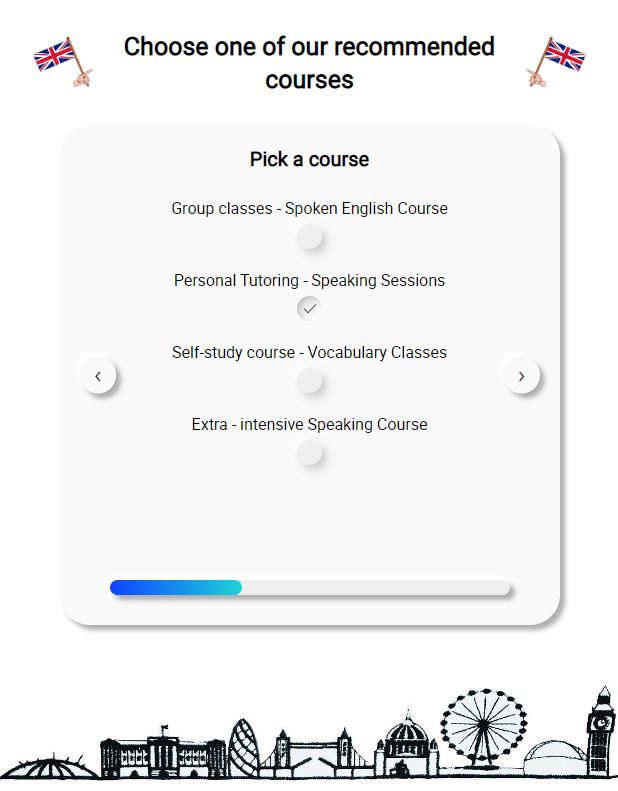 Choose one of our recommended
courses
Pick a course
Group classes - Spoken English Course
Personal Tutoring - Speaking Sessions
Self-study course - Vocabulary Classes
Extra - intensive Speaking Course